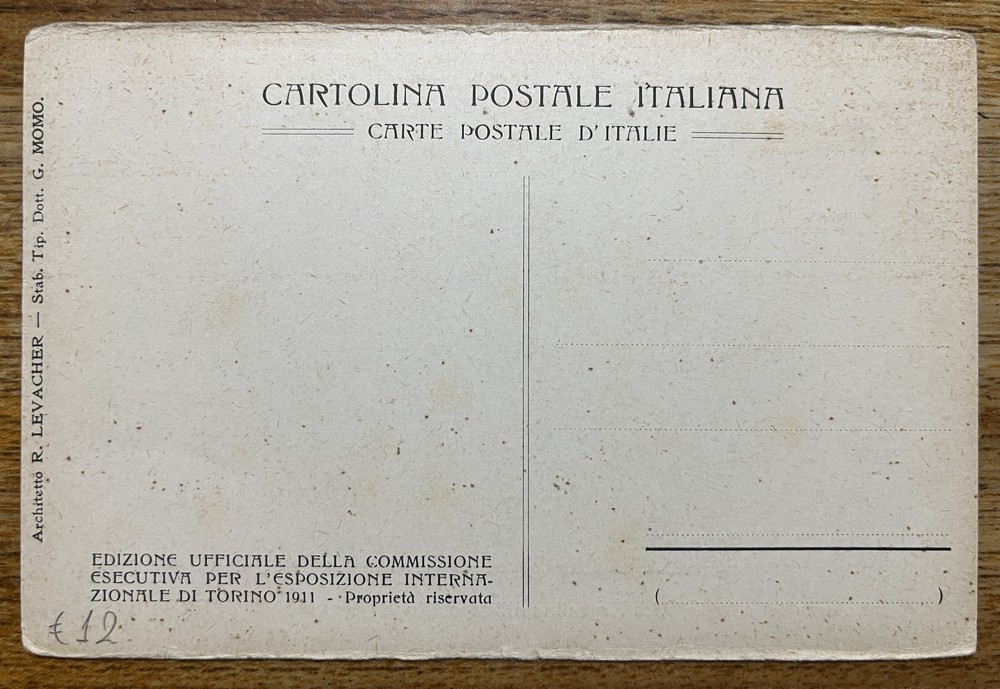 CARTOLINA POSTALE ITALIANA
CARTE POSTALE D'ITALIE
Architetto R. LEVACHER — Stab. Tip. Dott. G. MOMO.
EDIZIONE UFFICIALE DELLA COMMISSIONE
ESECUTIVA PER L'ESPOSIZIONE INTERNA-
ZIONALE DI TORINO 1911 - Proprietà riservata
( )
€ 12